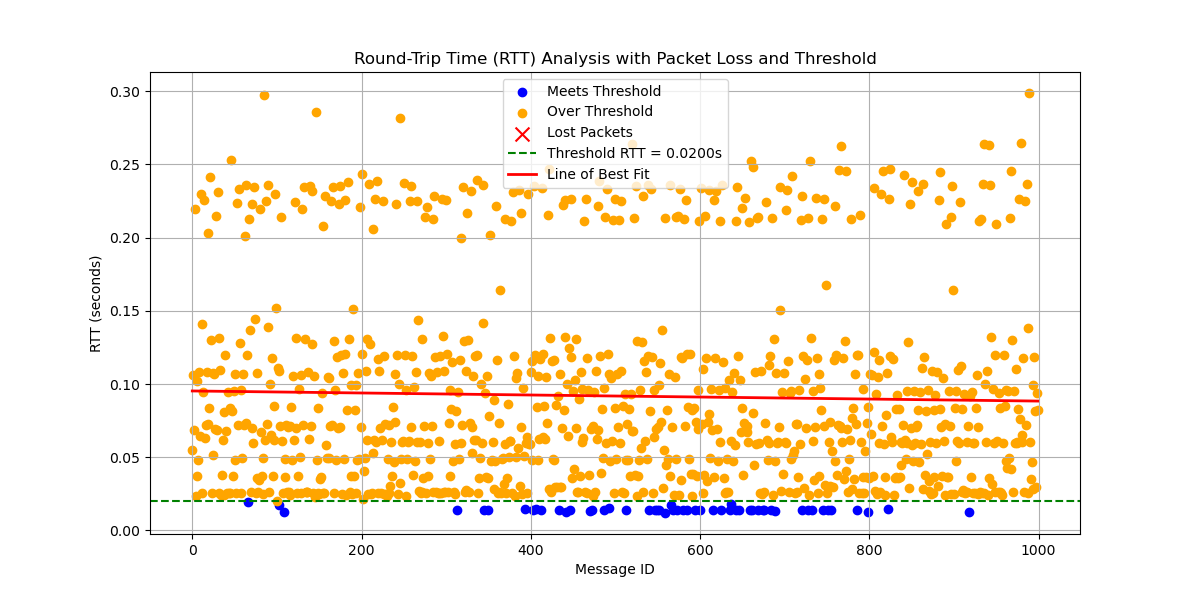 Round-Trip Time (RTT) Analysis with Packet Loss and Threshold
Meets Threshold
Over Threshold
Lost Packets
Threshold RTT = 0.0200s
Line of Best Fit
RTT (seconds)
0.30
0.25
0.20
0.15
0.10
0.05
0.00
0 200 400 600 800 1000
Message ID